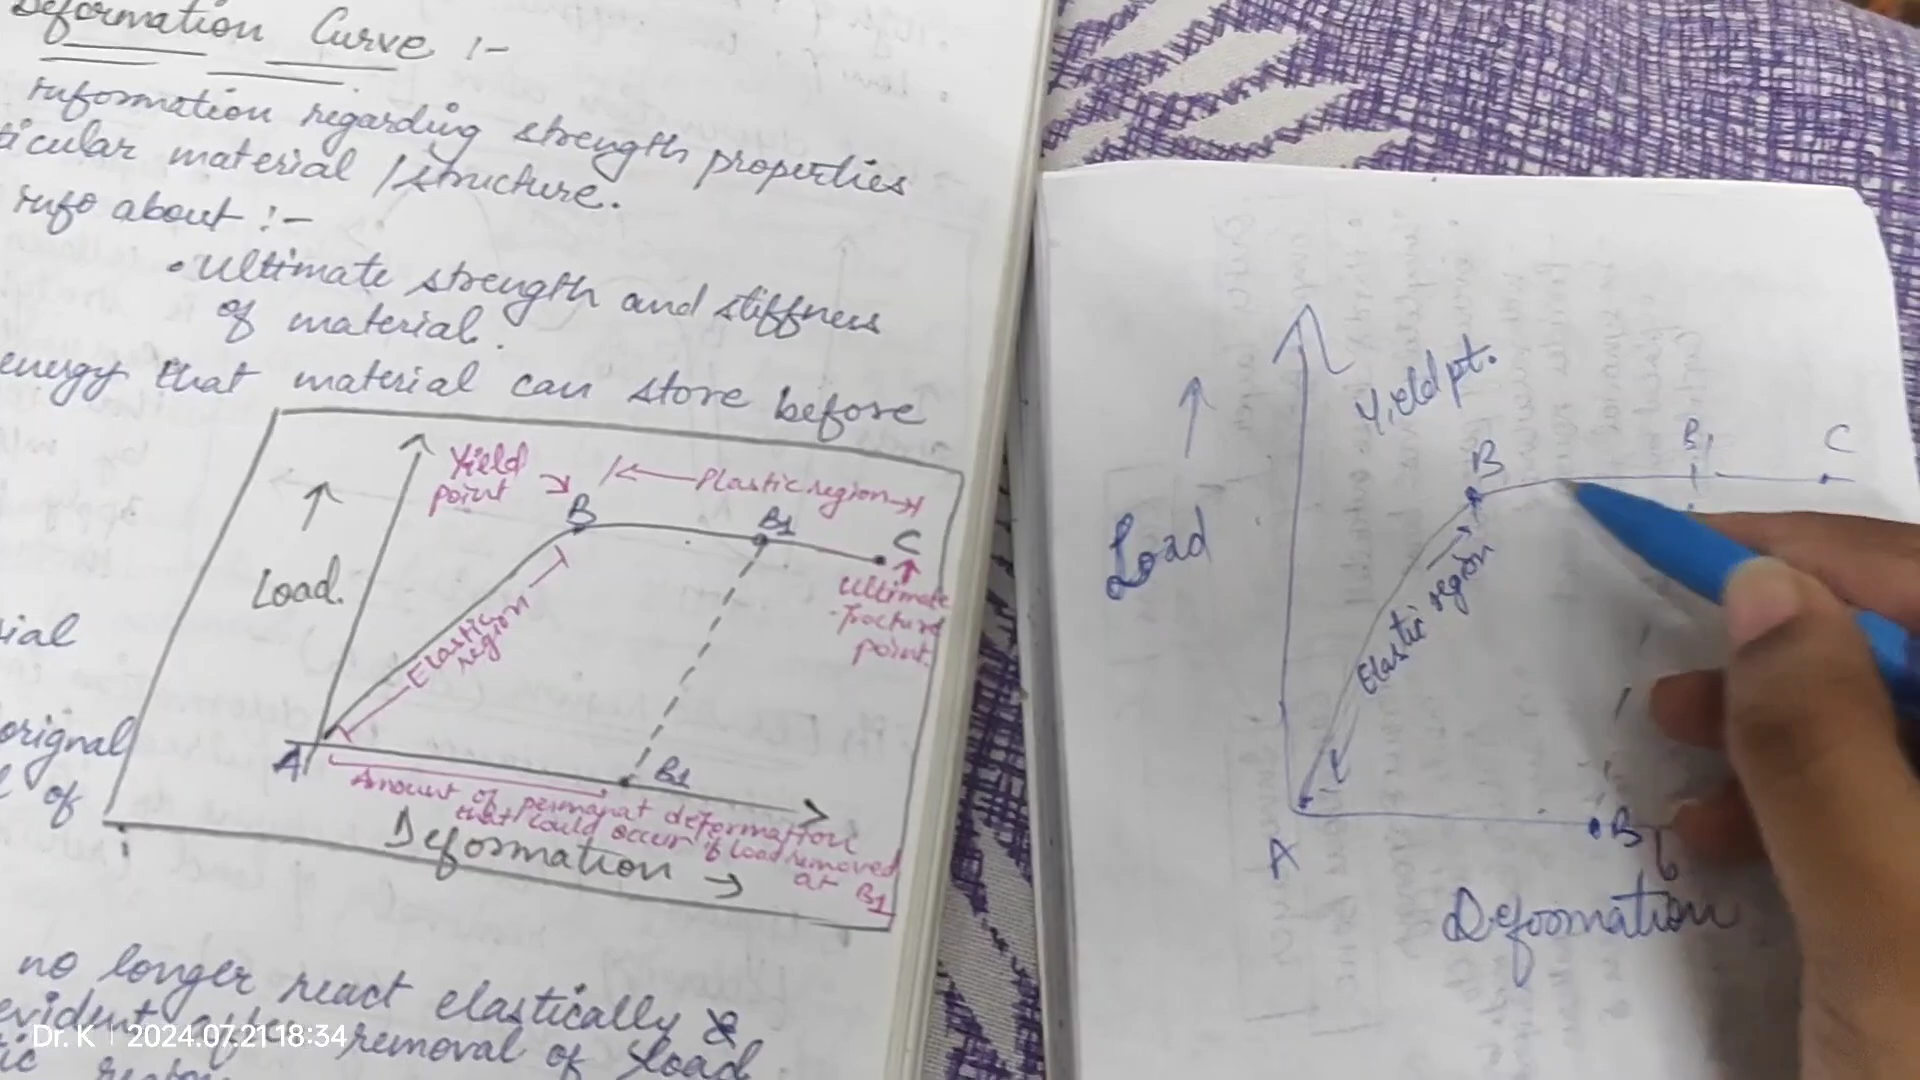 Deformation Curve :-
information regarding strength properties
ticular material / structure.
info about :-
• Ultimate strength and stiffness
of material.
energy that material can store before
Yield
point
Plastic region
B
B1
C
Load.
Elastic
region
Ultimate
fracture
point.
A
B1
Amount of permanat deformation
that could occur if load removed
at B1
Deformation
ial
orignal
of
no longer react elastically &
evident after removal of load
ic
Yield pt.
B
B1
C
Load
Elastic region
A
B
Deformation
Dr. K | 2024.07.21 18:34